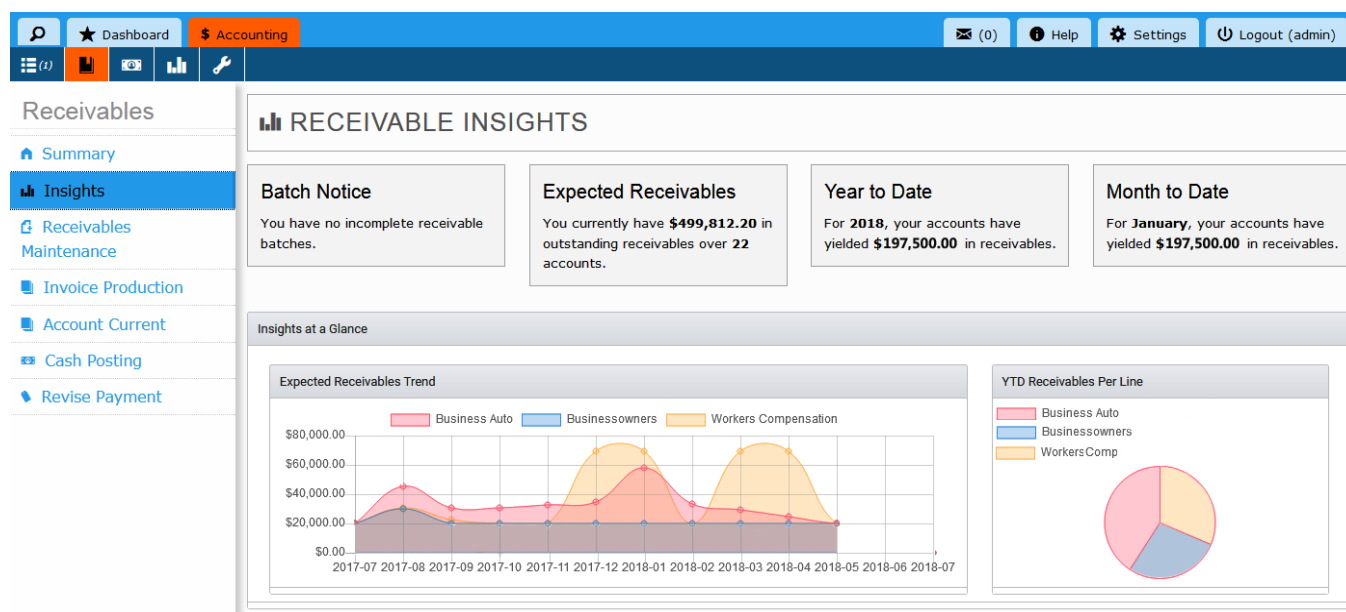 Dashboard
$ Accounting
(0)
Help
Settings
Logout (admin)
(1)
Receivables
Summary
Insights
Receivables
Maintenance
Invoice Production
Account Current
Cash Posting
Revise Payment
RECEIVABLE INSIGHTS
Batch Notice
You have no incomplete receivable
batches.
Expected Receivables
You currently have $499,812.20 in
outstanding receivables over 22
accounts.
Year to Date
For 2018, your accounts have
yielded $197,500.00 in receivables.
Month to Date
For January, your accounts have
yielded $197,500.00 in receivables.
Insights at a Glance
Expected Receivables Trend
Business Auto
Businessowners
Workers Compensation
$80,000.00
$60,000.00
$40,000.00
$20,000.00
$0.00
2017-07 2017-08 2017-09 2017-10 2017-11 2017-12 2018-01 2018-02 2018-03 2018-04 2018-05 2018-06 2018-07
YTD Receivables Per Line
Business Auto
Businessowners
WorkersComp